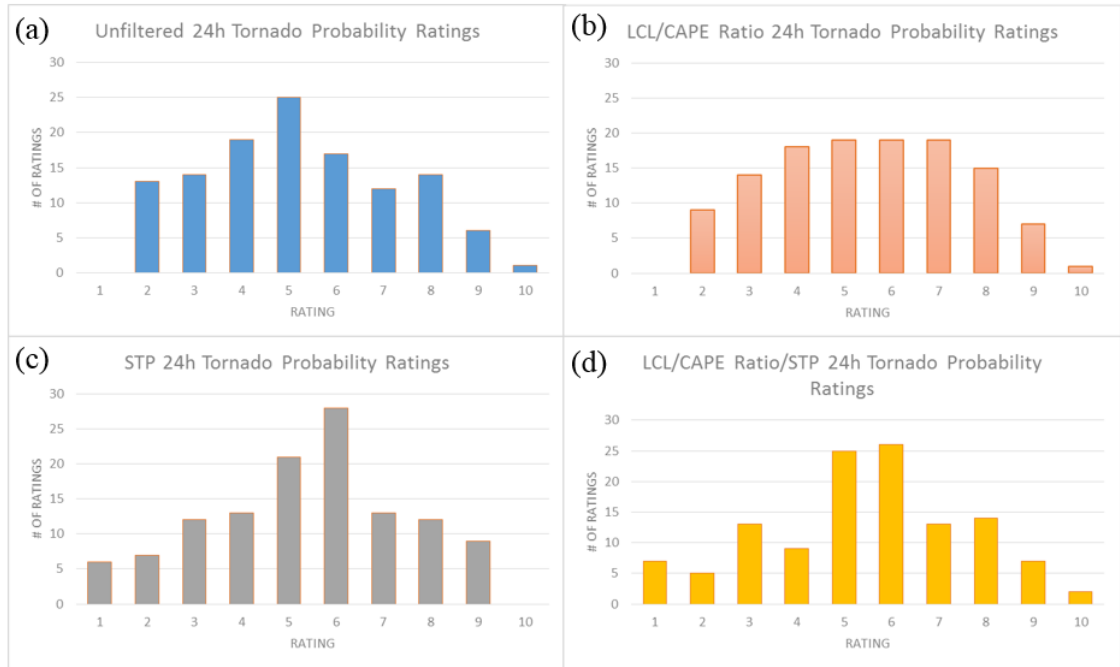 (a)
Unfiltered 24h Tornado Probability Ratings
# OF RATINGS
30
25
20
15
10
5
0
1 2 3 4 5 6 7 8 9 10
RATING
(b)
LCL/CAPE Ratio 24h Tornado Probability Ratings
# OF RATINGS
30
25
20
15
10
5
0
1 2 3 4 5 6 7 8 9 10
RATING
(c)
STP 24h Tornado Probability Ratings
# OF RATINGS
30
25
20
15
10
5
0
1 2 3 4 5 6 7 8 9 10
RATING
(d)
LCL/CAPE Ratio/STP 24h Tornado Probability
Ratings
# OF RATINGS
30
25
20
15
10
5
0
1 2 3 4 5 6 7 8 9 10
RATING